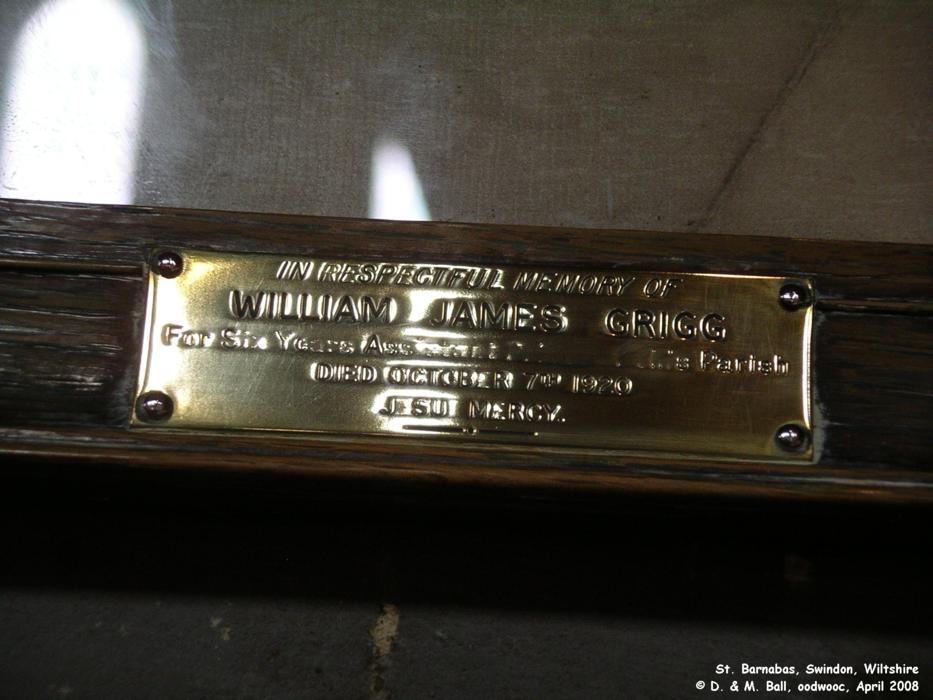 IN RESPECTFUL MEMORY OF
WILLIAM JAMES GRIGG
For Six Years Assistant Parish
DIED OCTOBER 7TH 1920
JESU MERCY.
St. Barnabas, Swindon, Wiltshire
© D. & M. Ball, oodwooc, April 2008